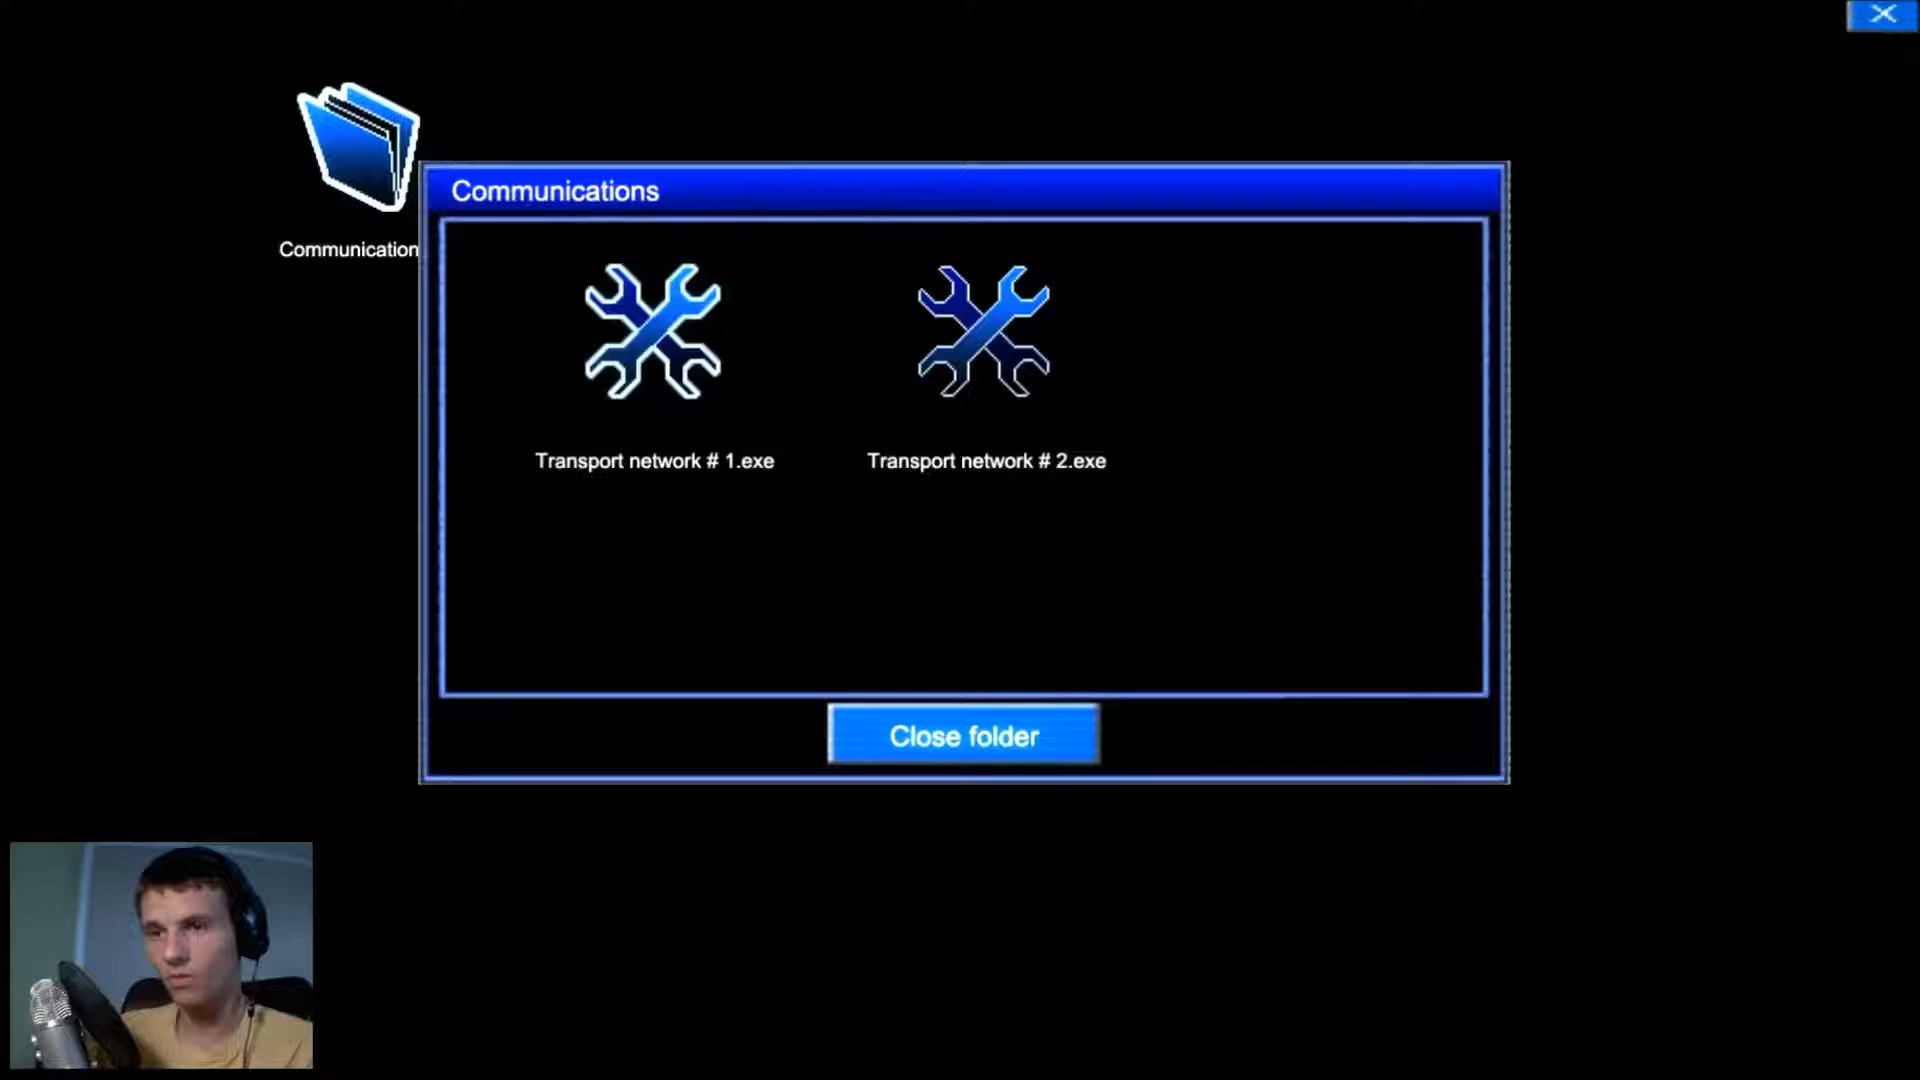 Communications
Communication
Transport network # 1.exe
Transport network # 2.exe
Close folder